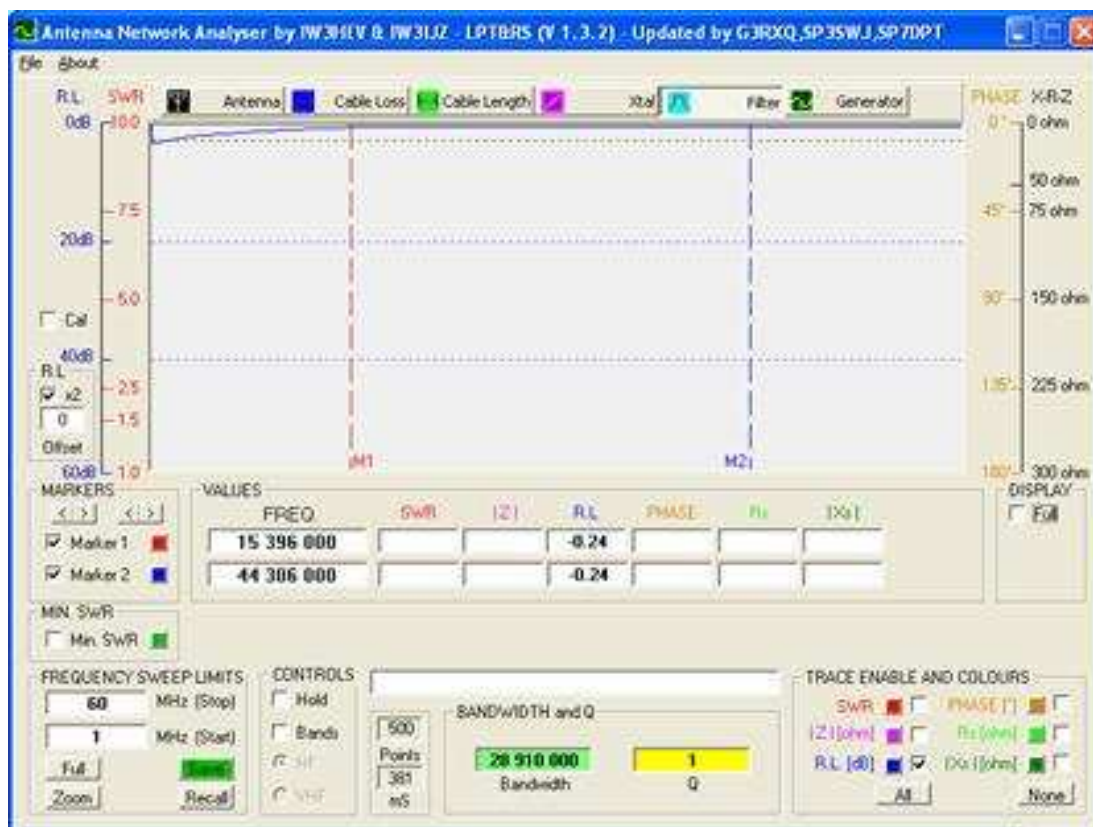 Antenna Network Analyser by IW3HEV & IW3IJZ - LPT&RS (V 1.3.2) - Updated by G3RXQ,SP3SWJ,SP7DPT
File About
R.L SWR Antenna Cable Loss Cable Length Xtal Filter Generator PHASE X-R-Z
0dB 10.0 0° 0 ohm
50 ohm
7.5 45° 75 ohm
20dB
5.0 90° 150 ohm
Cal
40dB
R.L
x2 2.5 135° 225 ohm
0 1.5
Offset
60dB 1.0 M1 M2 180° 300 ohm
MARKERS VALUES DISPLAY
< > < > FREQ SWR |Z| R.L PHASE Rs |Xs| Full
Marker 1 15 396 000 -0.24
Marker 2 44 306 000 -0.24
MIN. SWR
Min. SWR
FREQUENCY SWEEP LIMITS CONTROLS TRACE ENABLE AND COLOURS
60 MHz (Stop) Hold BANDWIDTH and Q SWR PHASE [°]
1 MHz (Start) Bands 500 Points |Z| [ohm] Rs [ohm]
Full Save HF 381 mS 28 910 000 1 R.L [dB] |Xs| [ohm]
Zoom Recall VHF Bandwidth Q All None